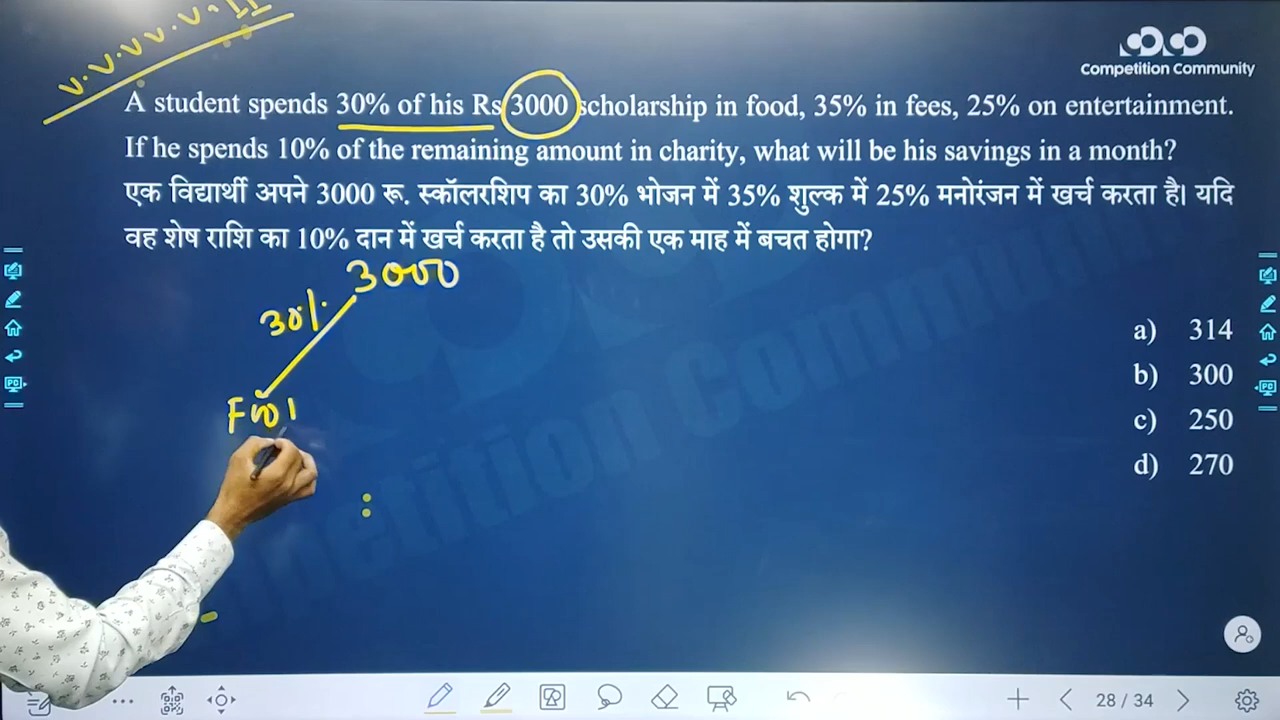 V.V.V.V.V.
Competition Community
A student spends 30% of his Rs 3000 scholarship in food, 35% in fees, 25% on entertainment.
If he spends 10% of the remaining amount in charity, what will be his savings in a month?
एक विद्यार्थी अपने 3000 रू. स्कॉलरशिप का 30% भोजन में 35% शुल्क में 25% मनोरंजन में खर्च करता है। यदि
वह शेष राशि का 10% दान में खर्च करता है तो उसकी एक माह में बचत होगा?
3000
30%
a) 314
b) 300
c) 250
d) 270
28 / 34